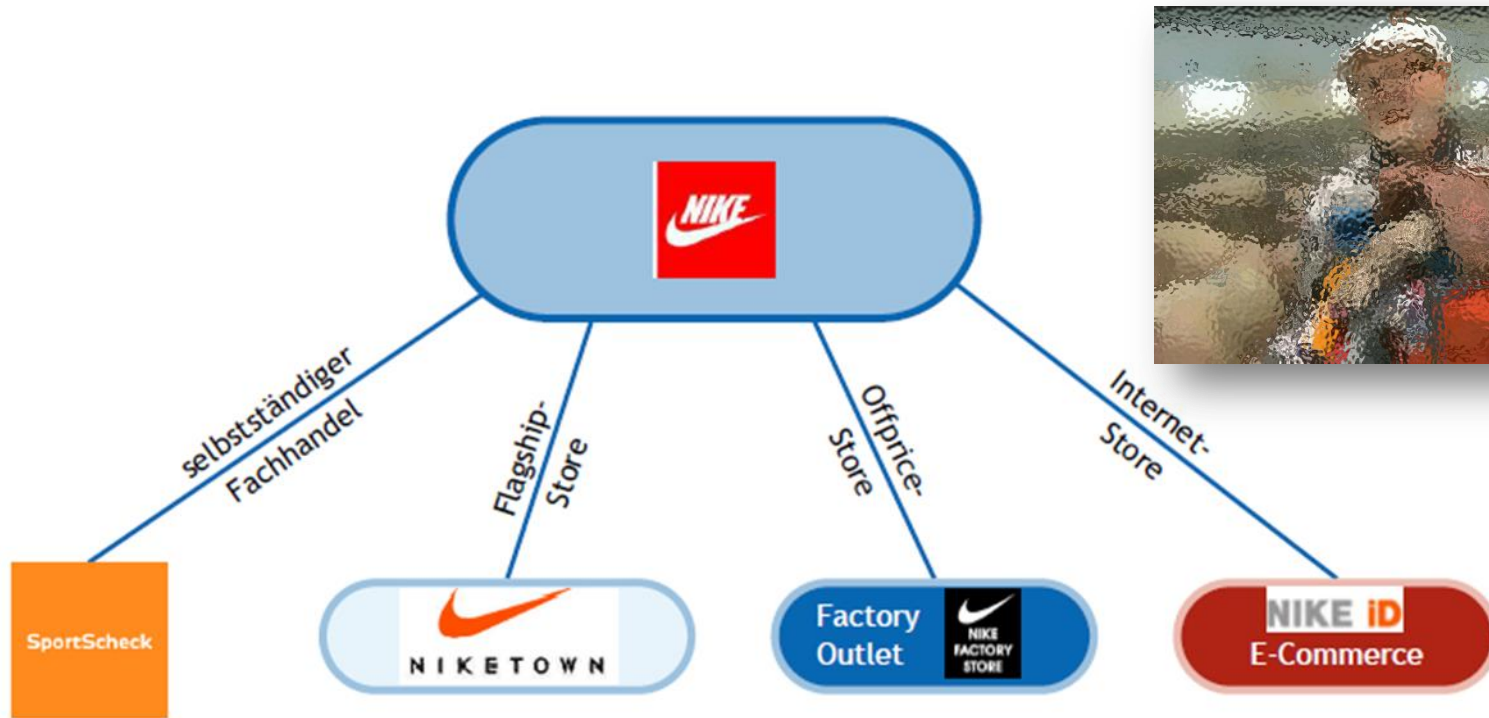 NIKE
selbstständiger
Fachhandel
Flagship-
Store
Offprice-
Store
Internet-
Store
SportScheck
NIKETOWN
Factory
Outlet
NIKE
FACTORY
STORE
NIKE iD
E-Commerce